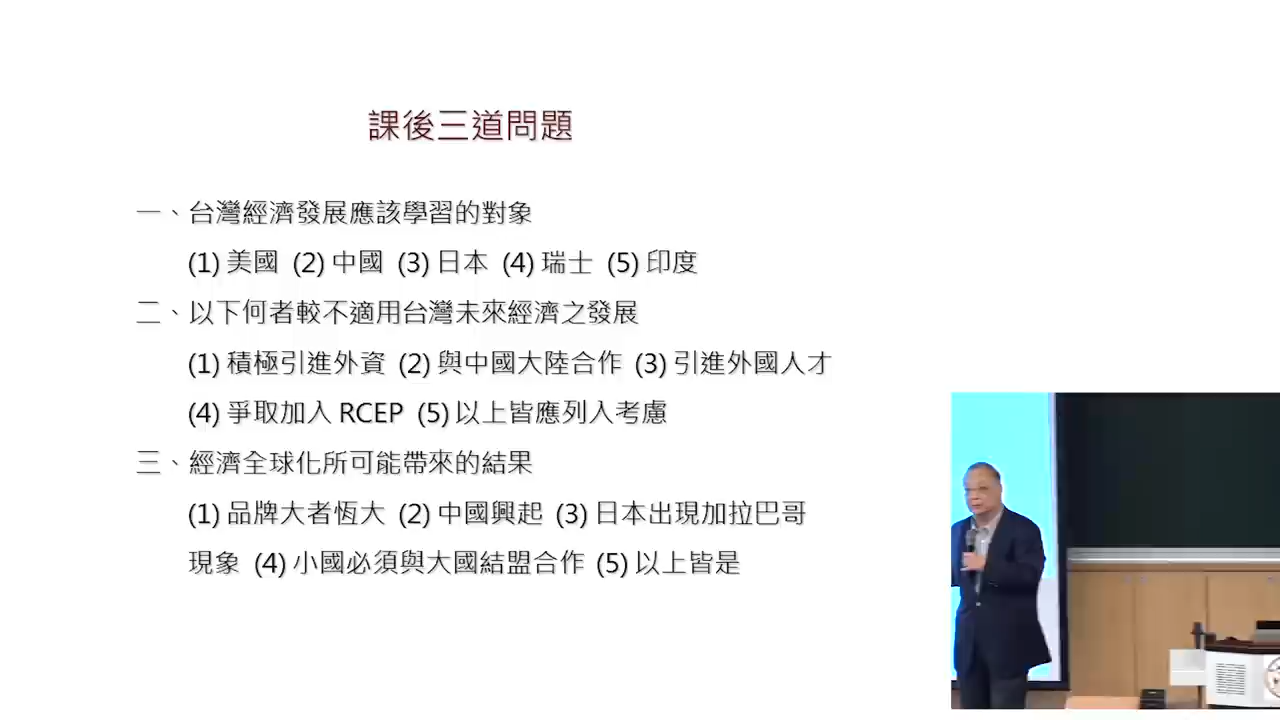 課後三道問題
一、台灣經濟發展應該學習的對象
(1) 美國 (2) 中國 (3) 日本 (4) 瑞士 (5) 印度
二、以下何者較不適用台灣未來經濟之發展
(1) 積極引進外資 (2) 與中國大陸合作 (3) 引進外國人才
(4) 爭取加入 RCEP (5) 以上皆應列入考慮
三、經濟全球化所可能帶來的結果
(1) 品牌大者恆大 (2) 中國興起 (3) 日本出現加拉巴哥
現象 (4) 小國必須與大國結盟合作 (5) 以上皆是